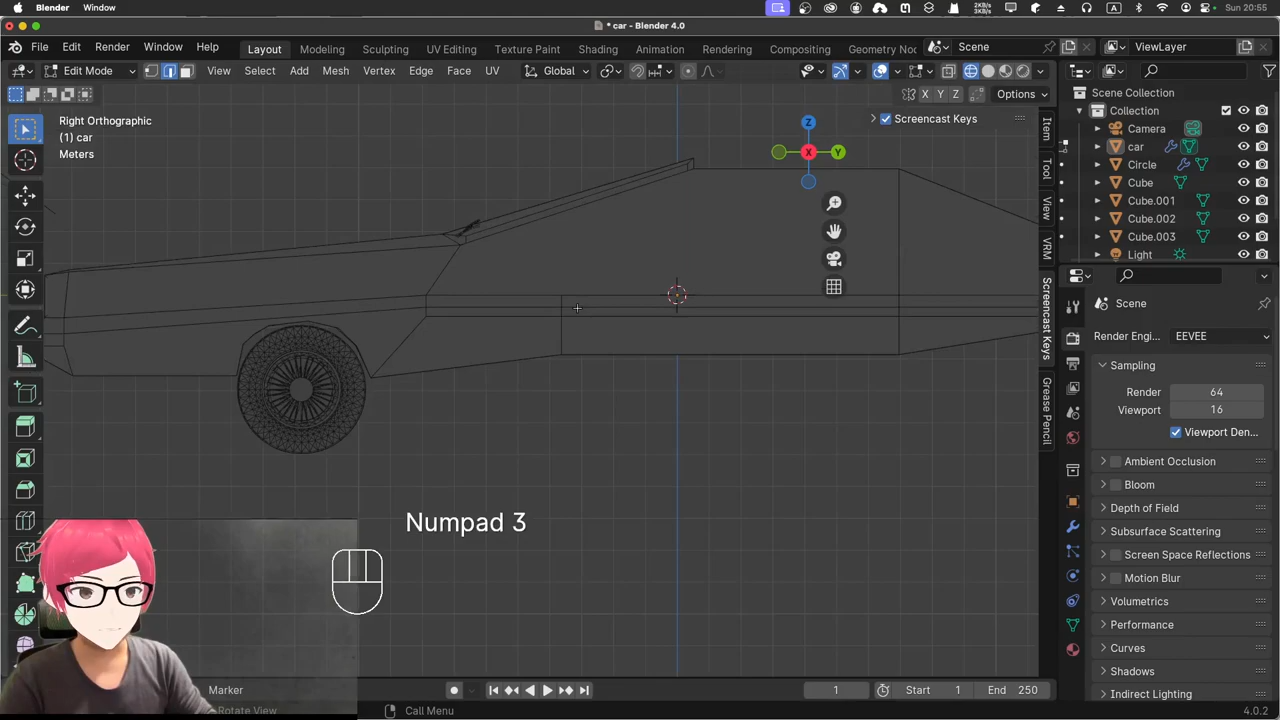 Blender Window
2KB/s
3KB/s
A
Sun 20:55
* car - Blender 4.0
File Edit Render Window Help
Layout Modeling Sculpting UV Editing Texture Paint Shading Animation Rendering Compositing Geometry Noc
Scene
ViewLayer
Edit Mode
View Select Add Mesh Vertex Edge Face UV
Global
X Y Z
Options
Right Orthographic
(1) car
Meters
Screencast Keys
Z
X
Y
Item
Tool
View
VRM
Screencast Keys
Grease Pencil
Numpad 3
Scene Collection
Collection
Camera
car
Circle
Cube
Cube.001
Cube.002
Cube.003
Light
Scene
Render Engi...
EEVEE
Sampling
Render
64
Viewport
16
Viewport Den...
Ambient Occlusion
Bloom
Depth of Field
Subsurface Scattering
Screen Space Reflections
Motion Blur
Volumetrics
Performance
Curves
Shadows
Indirect Lighting
Marker
1
Start 1
End 250
Rotate View
Call Menu
4.0.2